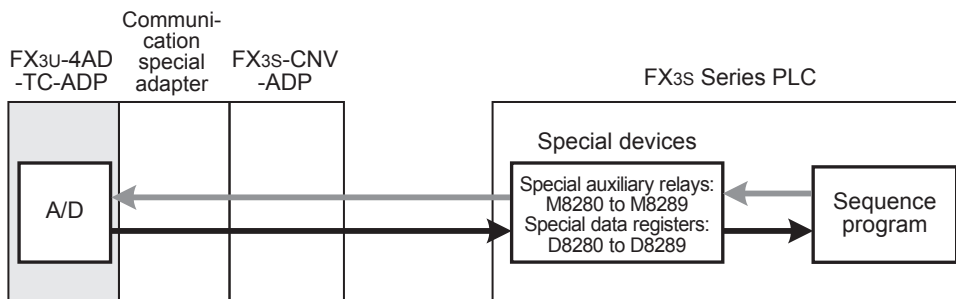 FX3U-4AD
-TC-ADP
Communi-
cation
special
adapter
FX3S-CNV
-ADP
FX3S Series PLC
A/D
Special devices
Special auxiliary relays:
M8280 to M8289
Special data registers:
D8280 to D8289
Sequence
program